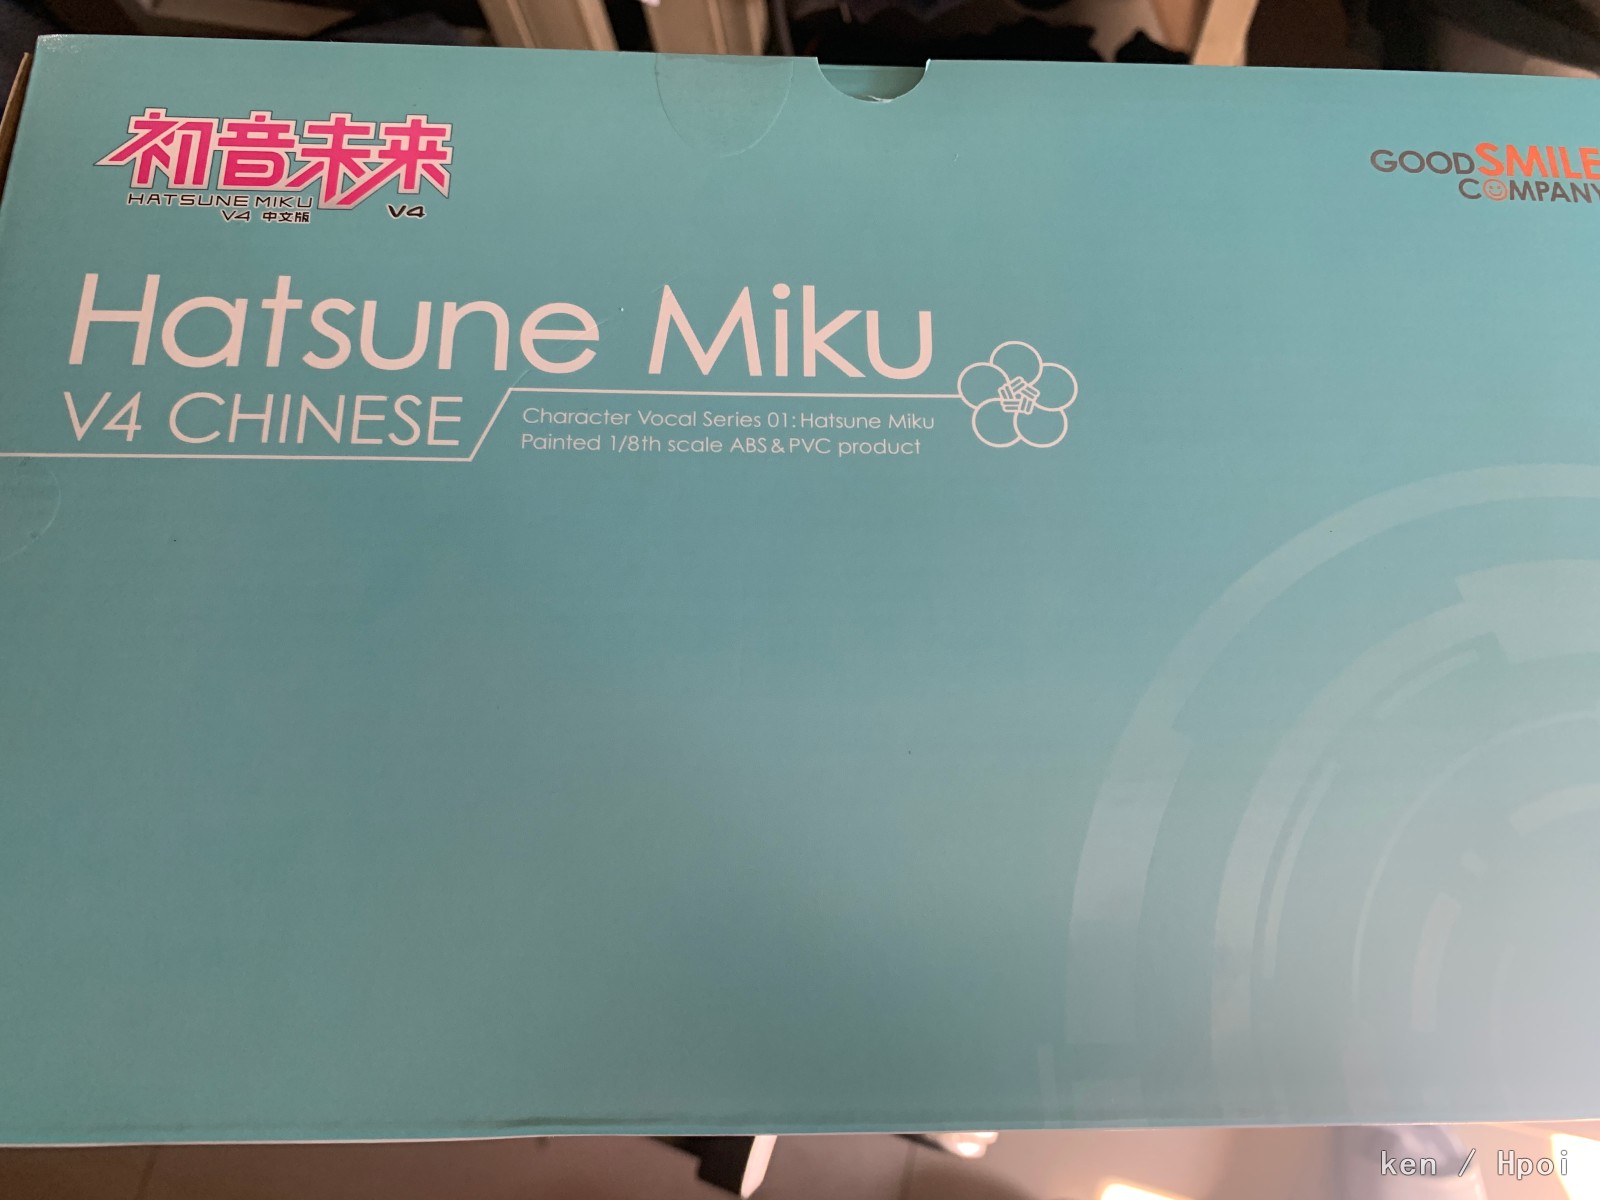 初音未来
HATSUNE MIKU
V4 中文版
V4
GOOD SMILE
COMPANY
Hatsune Miku
V4 CHINESE
Character Vocal Series 01: Hatsune Miku
Painted 1/8th scale ABS & PVC product
ken / Hpoi